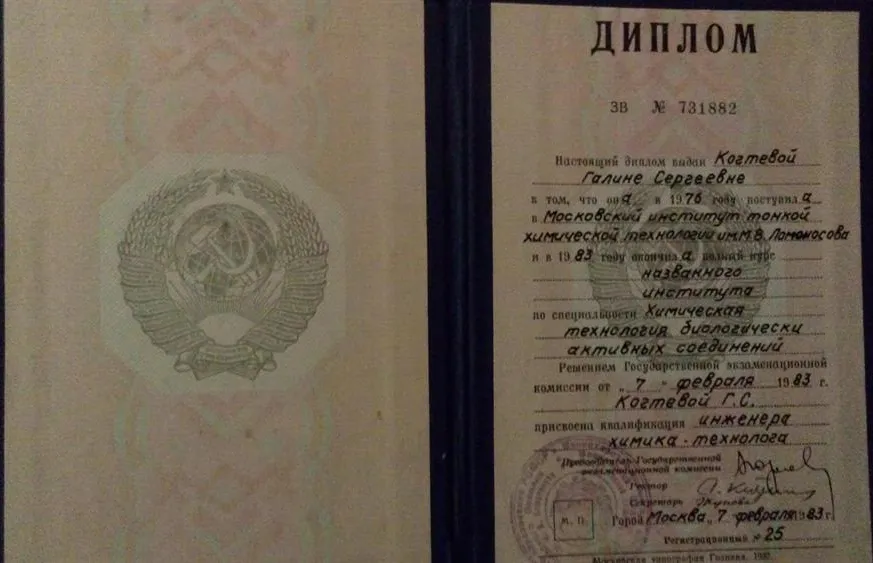 ДИПЛОМ
ЗВ № 731882
Настоящий диплом выдан Когтевой
Галине Сергеевне
в том, что она в 1976 году поступила
в Московский институт тонкой
химической технологии им. М.В. Ломоносова
и в 1983 году окончила полный курс
названного
института
по специальности Химическая
технология биологически
активных соединений
Решением Государственной экзаменационной
комиссии от „7" февраля 1983 г.
Когтевой Г.С.
присвоена квалификация инженера
химика-технолога
Председатель Государственной
экзаменационной комиссии
Ректор
Секретарь
М. П.
Город Москва „7" февраля 1983 г.
Регистрационный № 25
Московская типография Гознака.